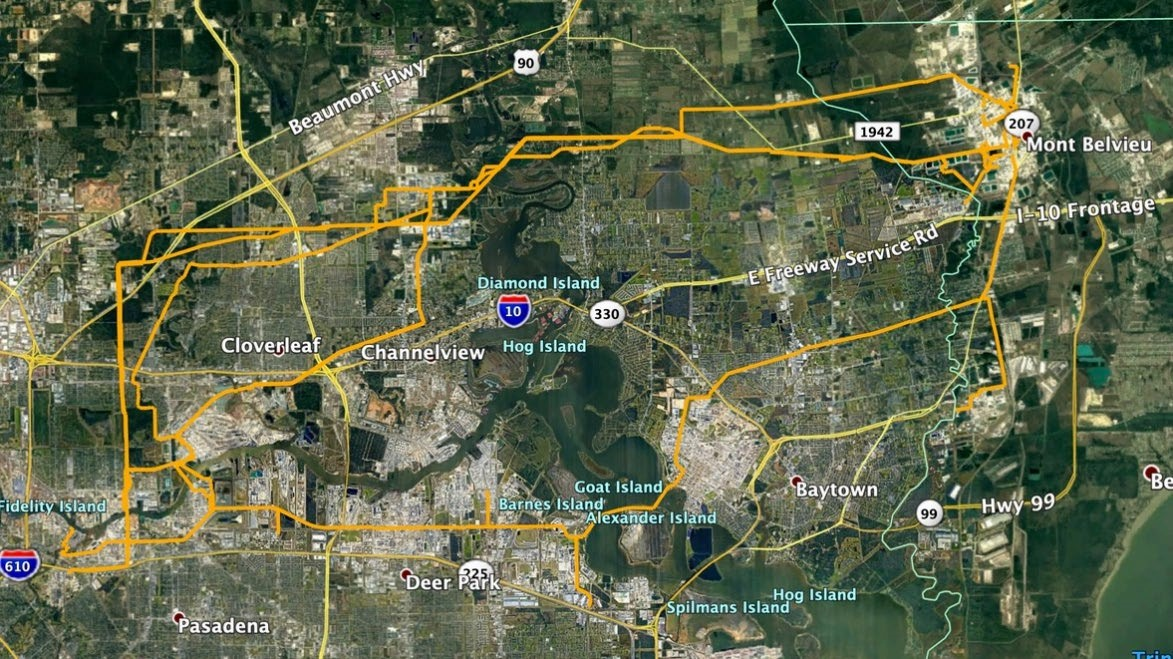 90
Beaumont Hwy
1942
207
Mont Belvieu
I-10 Frontage
E Freeway Service Rd
Diamond Island
10
330
Hog Island
Cloverleaf
Channelview
Goat Island
Baytown
Fidelity Island
Barnes Island
Alexander Island
99
Hwy 99
610
225
Deer Park
Hog Island
Spilmans Island
Pasadena